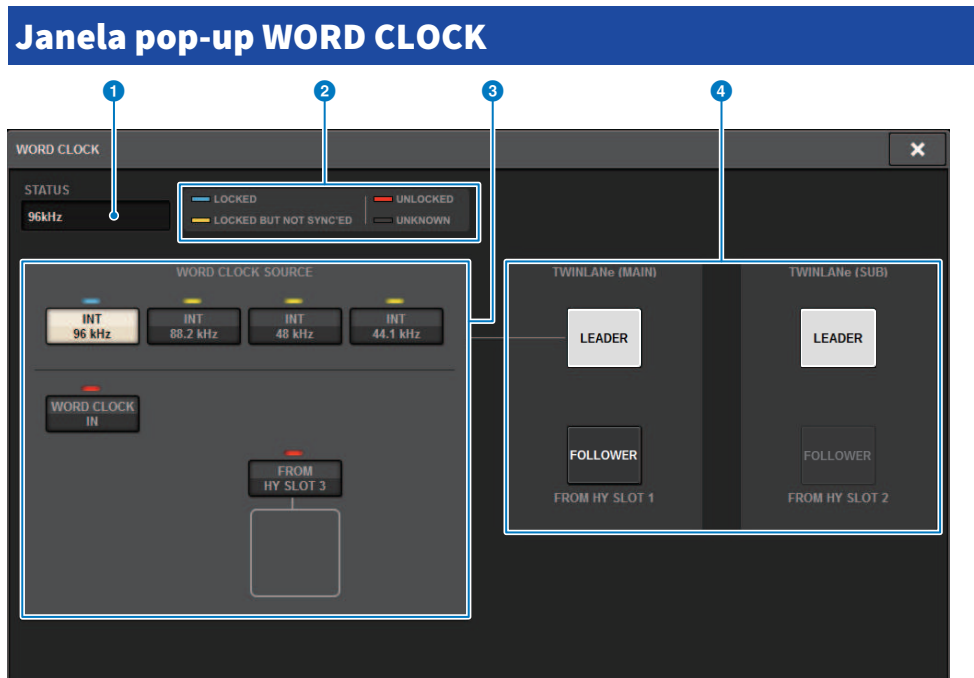 Janela pop-up WORD CLOCK
1 2 3 4
WORD CLOCK
STATUS
96kHz
LOCKED UNLOCKED
LOCKED BUT NOT SYNC'ED UNKNOWN
WORD CLOCK SOURCE
TWINLANe (MAIN) TWINLANe (SUB)
INT
96 kHz
INT
88.2 kHz
INT
48 kHz
INT
44.1 kHz
LEADER LEADER
WORD CLOCK
IN
FROM
HY SLOT 3
FOLLOWER FOLLOWER
FROM HY SLOT 1 FROM HY SLOT 2